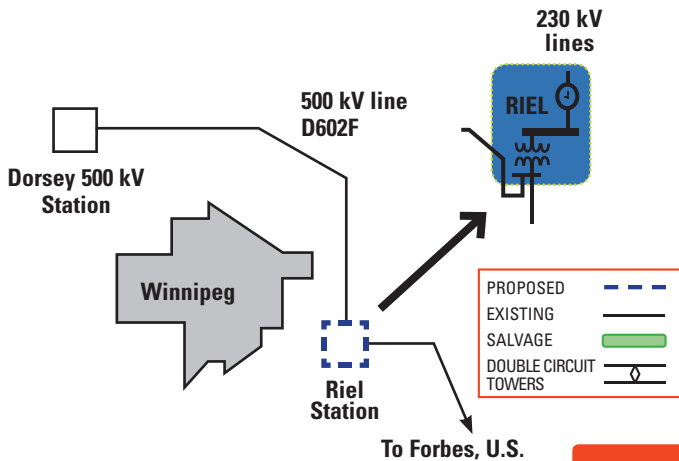 230 kV
lines
500 kV line
D602F
RIEL
Dorsey 500 kV
Station
Winnipeg
PROPOSED
EXISTING
SALVAGE
DOUBLE CIRCUIT
TOWERS
Riel
Station
To Forbes, U.S.